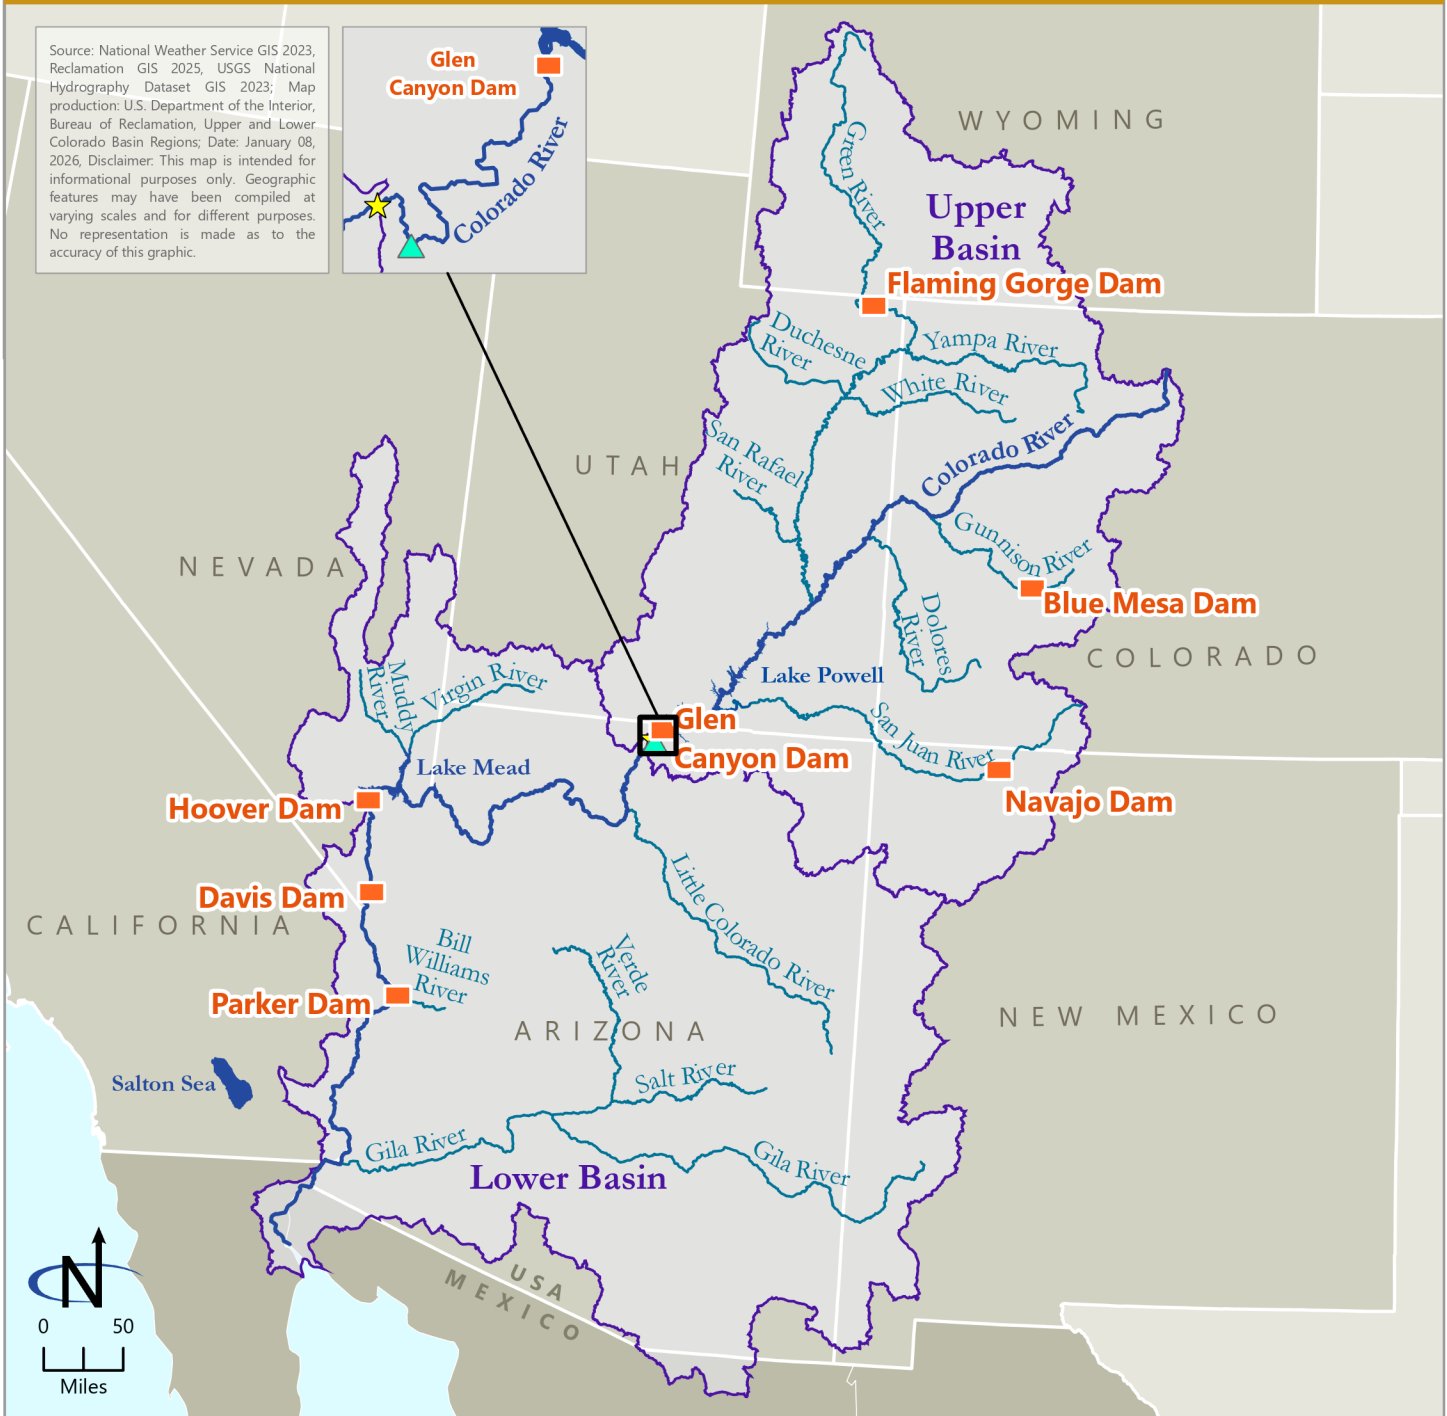 Source: National Weather Service GIS 2023,
Reclamation GIS 2025, USGS National
Hydrography Dataset GIS 2023; Map
production: U.S. Department of the Interior,
Bureau of Reclamation, Upper and Lower
Colorado Basin Regions; Date: January 08,
2026, Disclaimer: This map is intended for
informational purposes only. Geographic
features may have been compiled at
varying scales and for different purposes.
No representation is made as to the
accuracy of this graphic.
Glen
Canyon Dam
Colorado River
WYOMING
Green River
Upper
Basin
Flaming Gorge Dam
Duchesne
River
Yampa River
White River
San Rafael
River
Colorado River
UTAH
Gunnison River
NEVADA
Blue Mesa Dam
Dolores
River
COLORADO
Muddy
River
Virgin River
Lake Powell
Glen
Canyon Dam
San Juan River
Lake Mead
Navajo Dam
Hoover Dam
Davis Dam
CALIFORNIA
Little Colorado River
Bill
Williams
River
Verde
River
Parker Dam
ARIZONA
NEW MEXICO
Salton Sea
Salt River
Gila River
Gila River
Lower Basin
USA
MEXICO
N
0 50
Miles